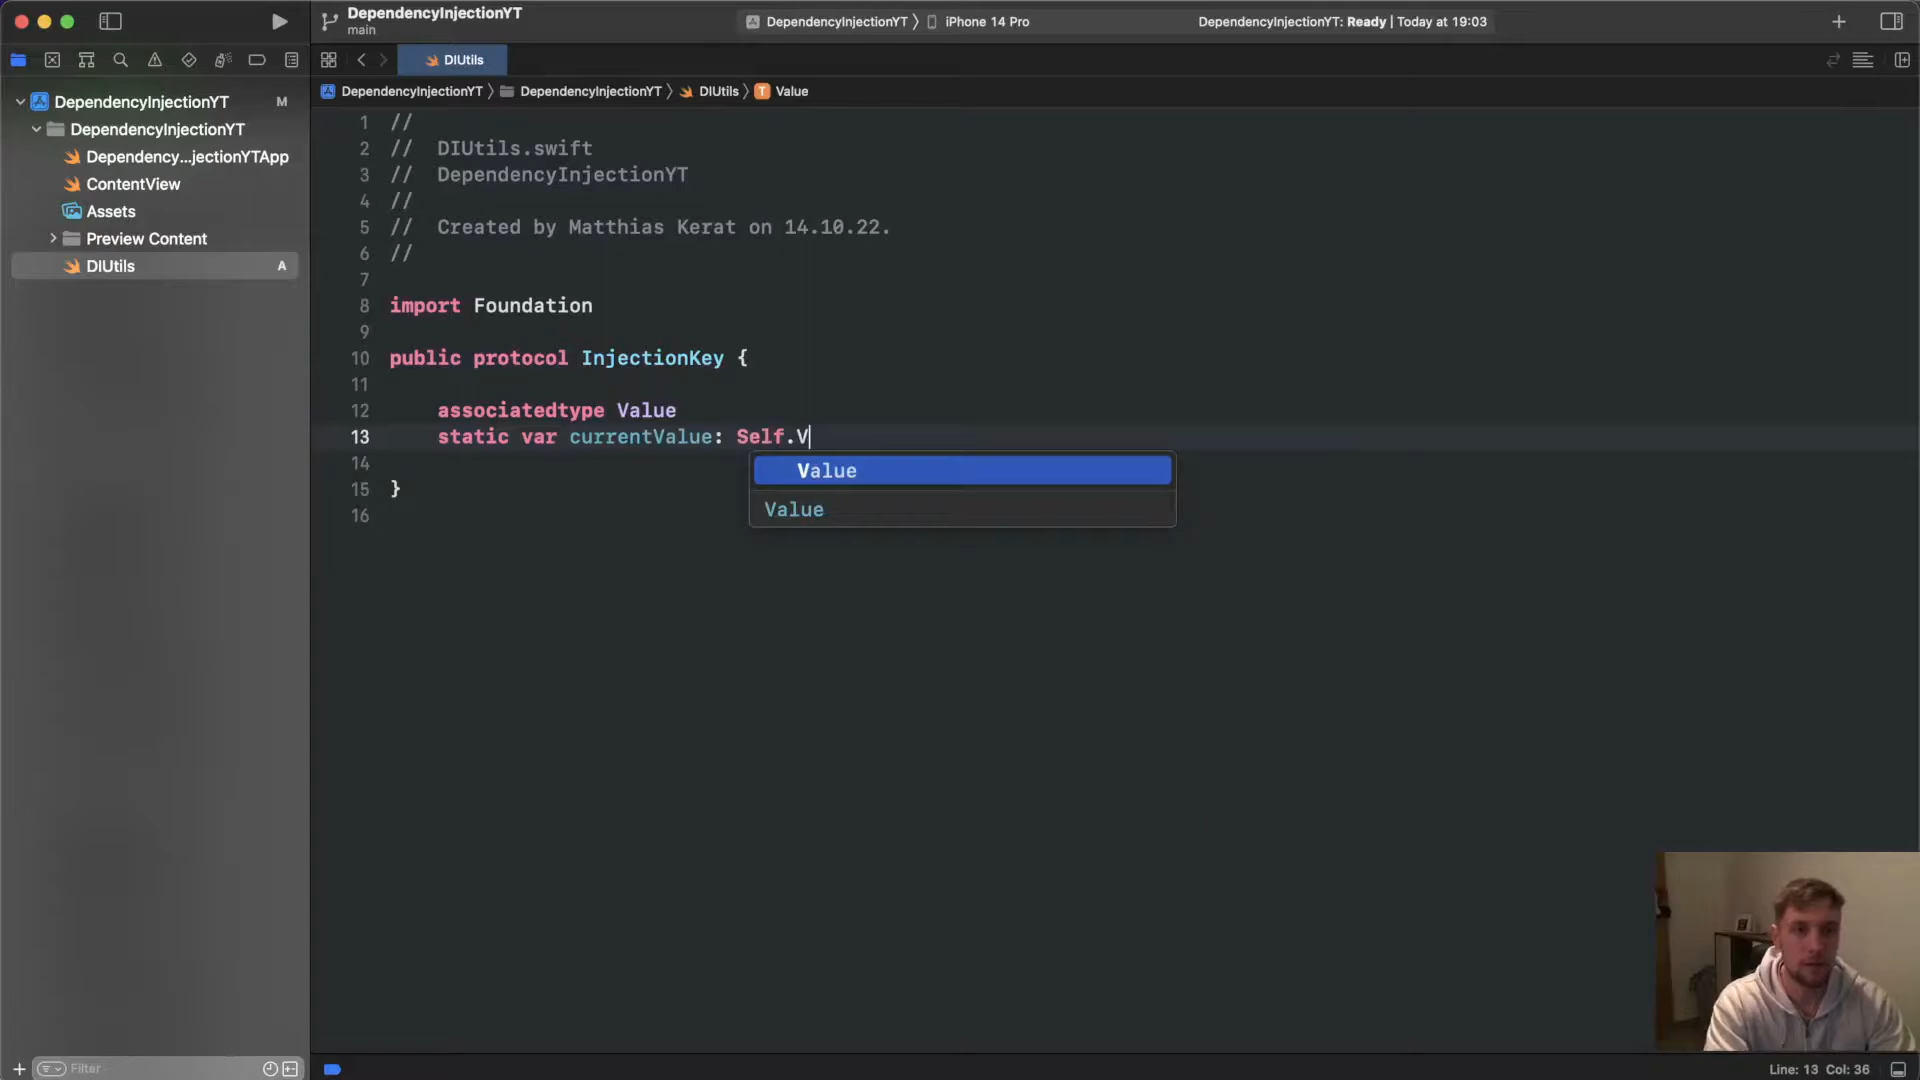 DependencyInjectionYT
main
DependencyInjectionYT 〉 iPhone 14 Pro
DependencyInjectionYT: Ready | Today at 19:03
DIUtils
DependencyInjectionYT 〉 DependencyInjectionYT 〉 DIUtils 〉 T Value
DependencyInjectionYT M
DependencyInjectionYT
Dependency...jectionYTApp
ContentView
Assets
Preview Content
DIUtils A
1 //
2 // DIUtils.swift
3 // DependencyInjectionYT
4 //
5 // Created by Matthias Kerat on 14.10.22.
6 //
7
8 import Foundation
9
10 public protocol InjectionKey {
11
12 associatedtype Value
13 static var currentValue: Self.V
14
15 }
16
Value
Value
Filter
Line: 13 Col: 36